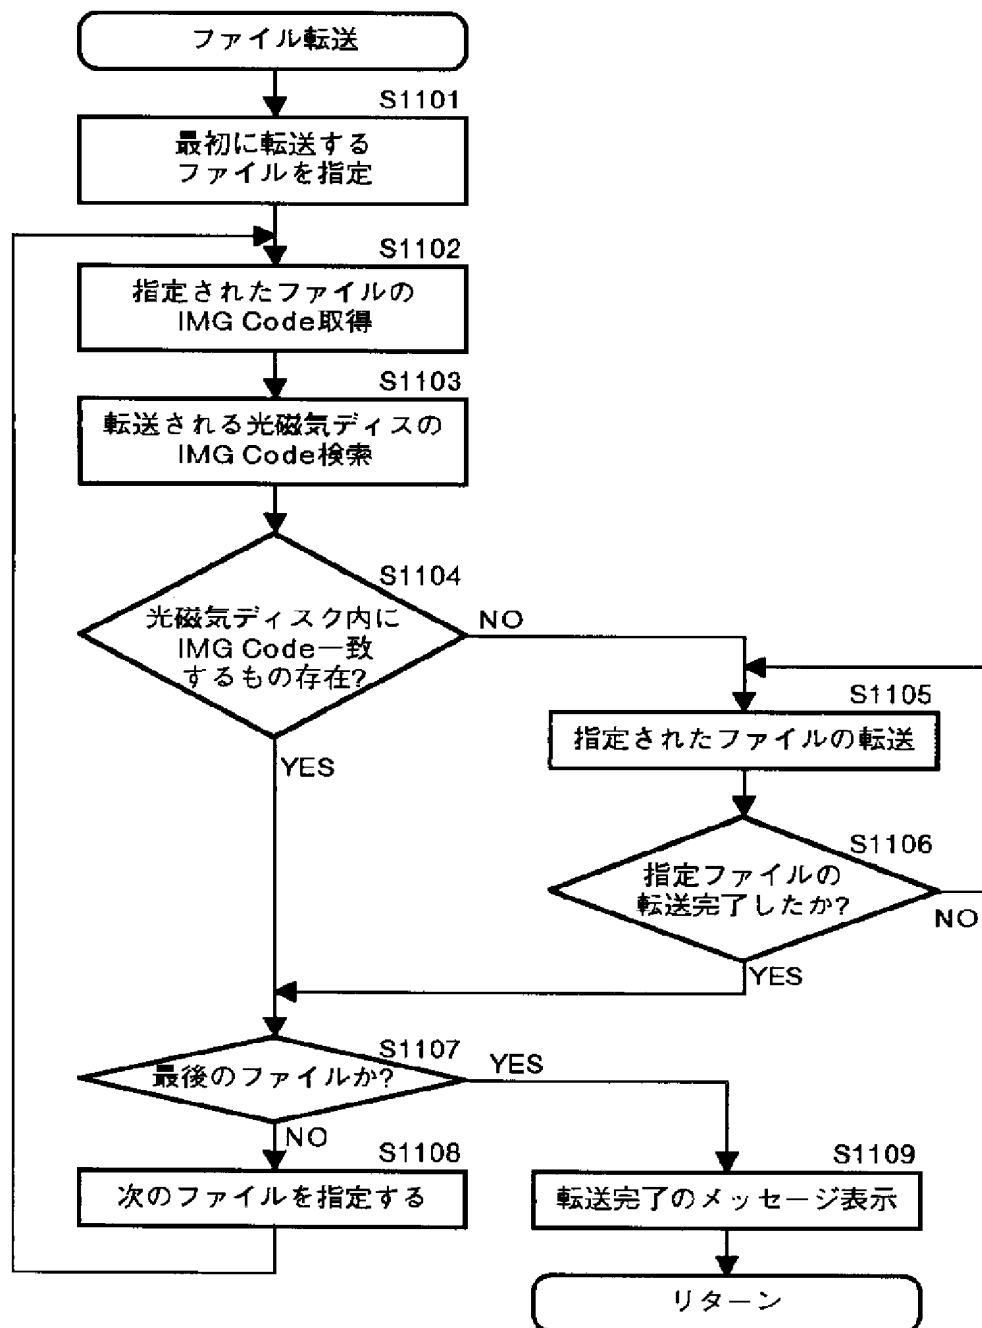 ファイル転送
S1101
最初に転送する
ファイルを指定
S1102
指定されたファイルの
IMG Code取得
S1103
転送される光磁気ディスの
IMG Code検索
S1104
光磁気ディスク内に
IMG Code一致
するもの存在?
NO
YES
S1105
指定されたファイルの転送
S1106
指定ファイルの
転送完了したか?
NO
YES
S1107
最後のファイルか?
YES
NO
S1108
次のファイルを指定する
S1109
転送完了のメッセージ表示
リターン